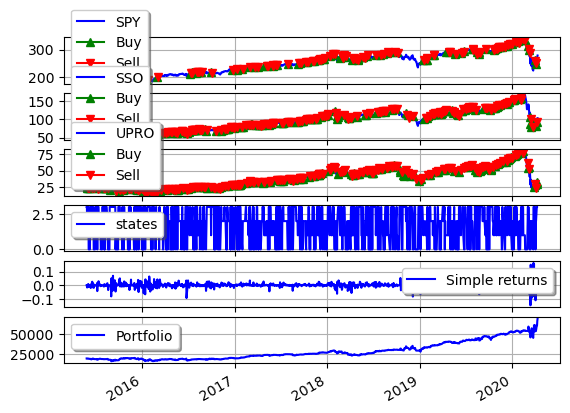 SPY
Buy
Sell
300
200
SSO
Buy
Sell
150
100
50
UPRO
Buy
Sell
75
50
25
states
2.5
0.0
Simple returns
0.1
0.0
−0.1
Portfolio
50000
25000
2016 2017 2018 2019 2020